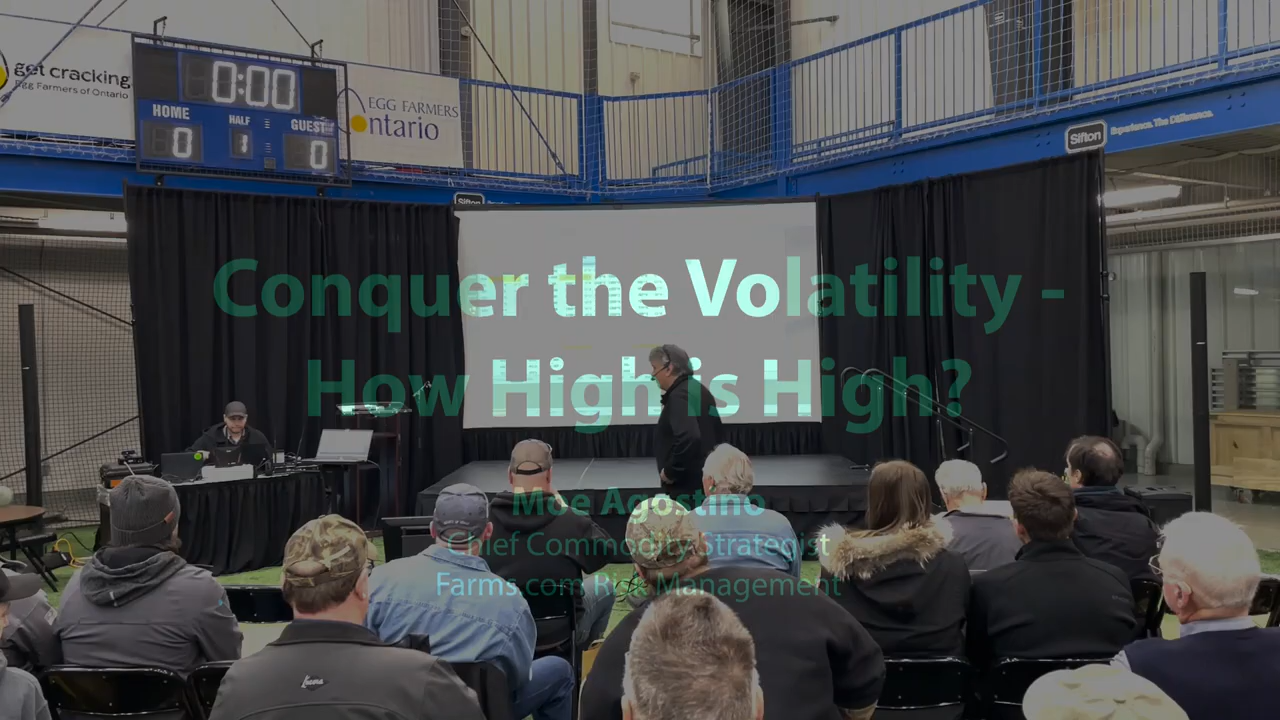 get cracking.
Egg Farmers of Ontario
0:00
HOME
HALF
GUEST
0
1
0
EGG FARMERS
Ontario
Sifton
Experience. The Difference.
Sifton
Conquer the Volatility -
How High is High?
Moe Agostino
Chief Commodity Strategist
Farms.com Risk Management